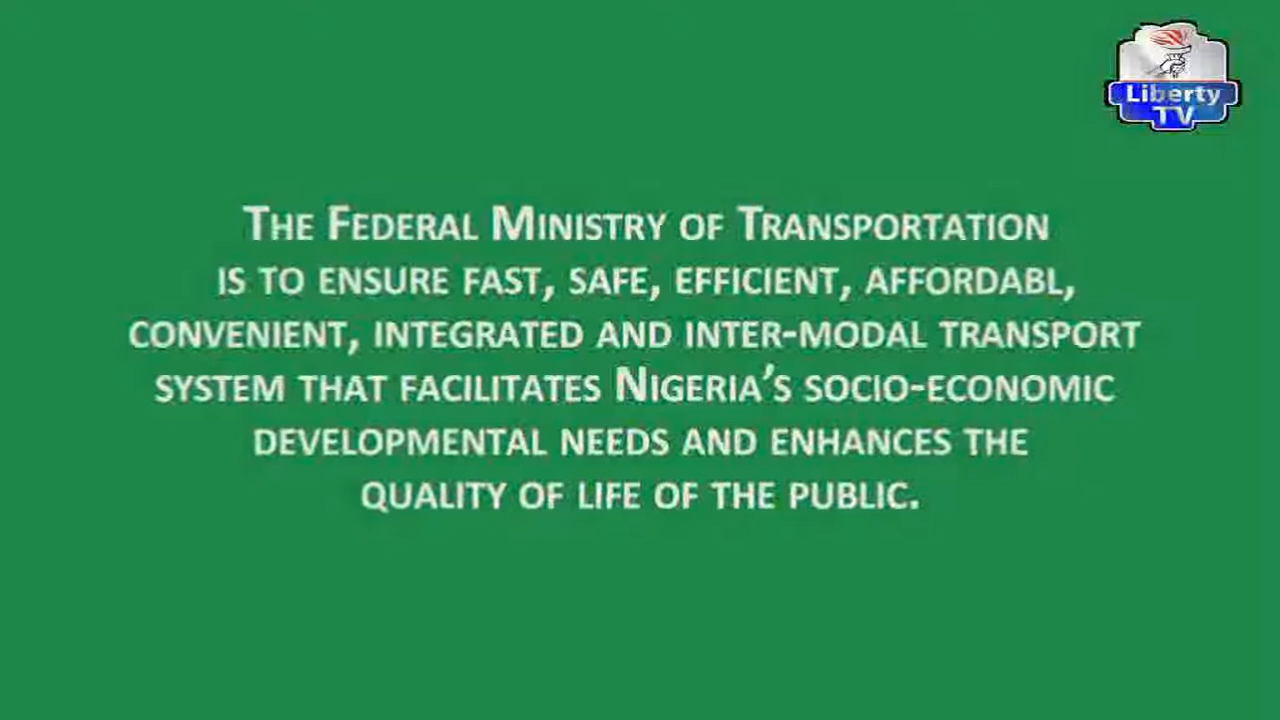 Liberty
TV
The Federal Ministry of Transportation
is to ensure fast, safe, efficient, affordabl,
convenient, integrated and inter-modal transport
system that facilitates Nigeria's socio-economic
developmental needs and enhances the
quality of life of the public.